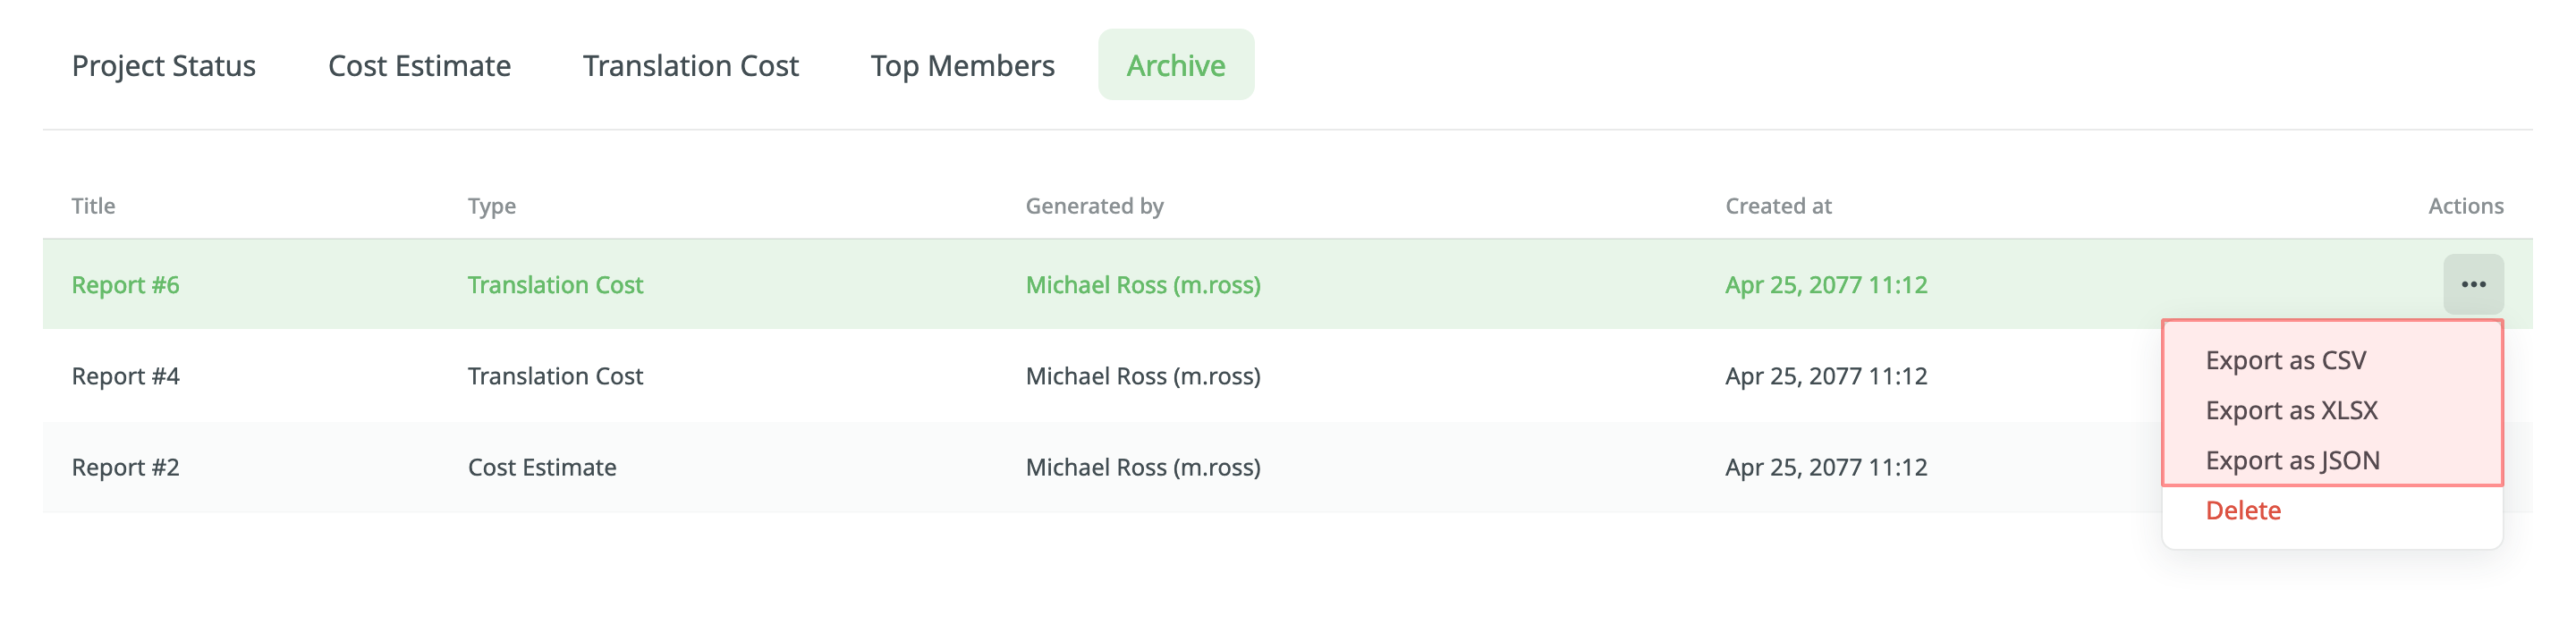 Project Status Cost Estimate Translation Cost Top Members Archive
Title Type Generated by Created at Actions
Report #6 Translation Cost Michael Ross (m.ross) Apr 25, 2077 11:12
Report #4 Translation Cost Michael Ross (m.ross) Apr 25, 2077 11:12
Report #2 Cost Estimate Michael Ross (m.ross) Apr 25, 2077 11:12
Export as CSV
Export as XLSX
Export as JSON
Delete